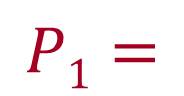 P₁ =